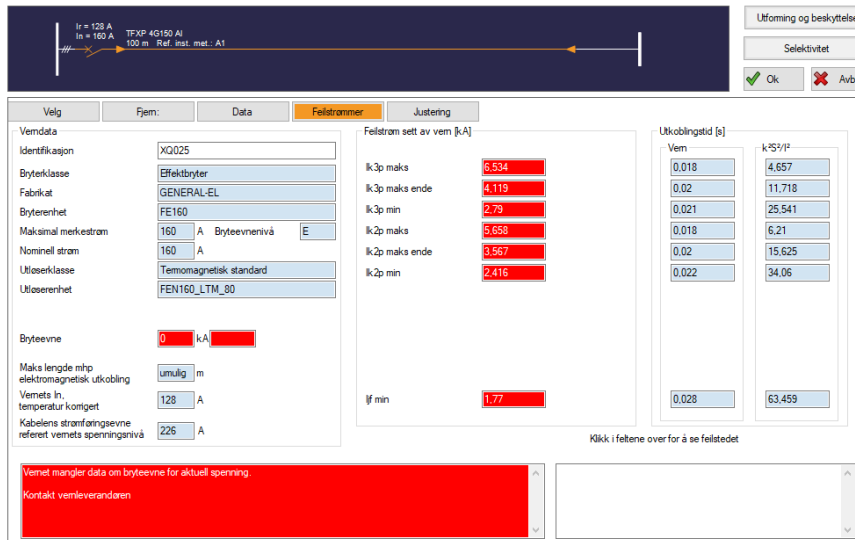 Ir = 128 A
In = 160 A
TFXP 4G150 Al
100 m Ref. inst. met.: A1
Utforming og beskyttelse
Selektivitet
Ok
Avb
Velg Fjern: Data Feilstrømmer Justering
Verndata
Identifikasjon XQ025
Bryterklasse Effektbryter
Fabrikat GENERAL-EL
Bryterenhet FE160
Maksimal merkestrøm 160 A Bryteevnenivå E
Nominell strøm 160 A
Utløserklasse Termomagnetisk standard
Utløserenhet FEN160_LTM_80
Bryteevne 0 kA
Maks lengde mhp
elektromagnetisk utkobling umulig m
Vernets In,
temperatur korrigert 128 A
Kabelens strømføringsevne
referert vernets spenningsnivå 226 A
Feilstrøm sett av vern [kA]
Ik3p maks 6,534
Ik3p maks ende 4,119
Ik3p min 2,79
Ik2p maks 5,658
Ik2p maks ende 3,567
Ik2p min 2,416
Ijf min 1,77
Utkoblingstid [s]
Vern k²S²/I²
0,018 4,657
0,02 11,718
0,021 25,541
0,018 6,21
0,02 15,625
0,022 34,06
0,028 63,459
Klikk i feltene over for å se feilstedet
Vernet mangler data om bryteevne for aktuell spenning.
Kontakt vernleverandøren